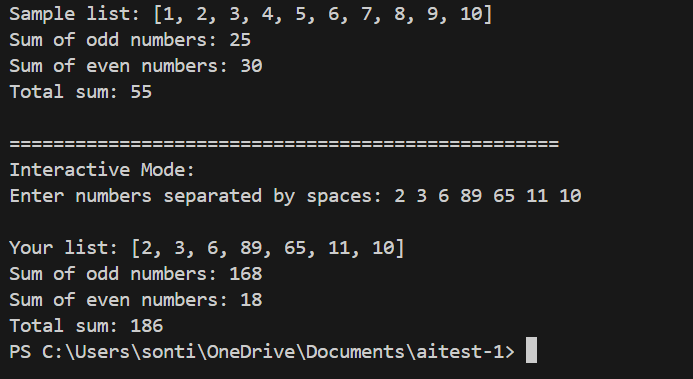 Sample list: [1, 2, 3, 4, 5, 6, 7, 8, 9, 10]
Sum of odd numbers: 25
Sum of even numbers: 30
Total sum: 55
==================================================
Interactive Mode:
Enter numbers separated by spaces: 2 3 6 89 65 11 10
Your list: [2, 3, 6, 89, 65, 11, 10]
Sum of odd numbers: 168
Sum of even numbers: 18
Total sum: 186
PS C:\Users\sonti\OneDrive\Documents\aitest-1>